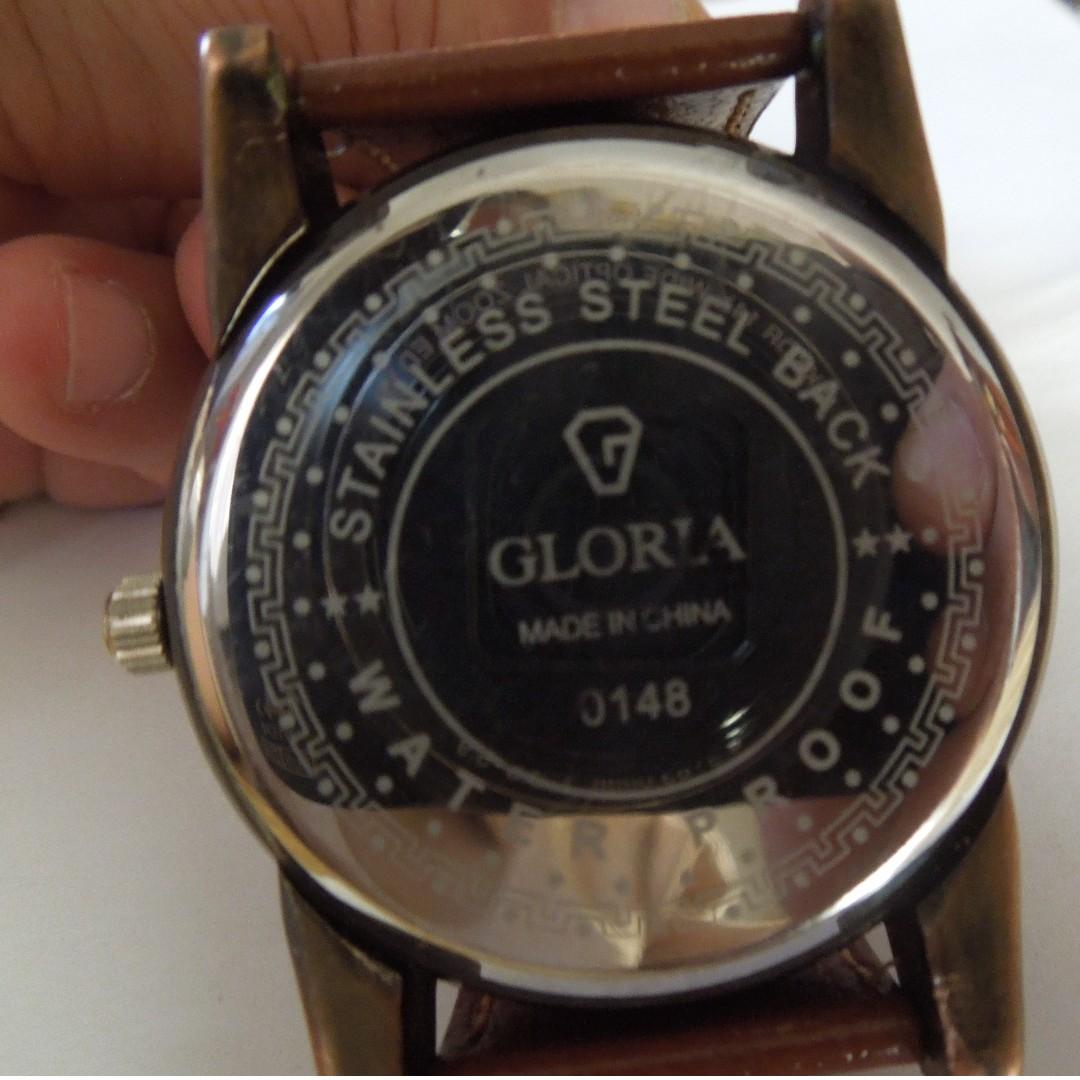 STAINLESS STEEL BACK
G
GLORIA
MADE IN CHINA
0148
WATER PROOF